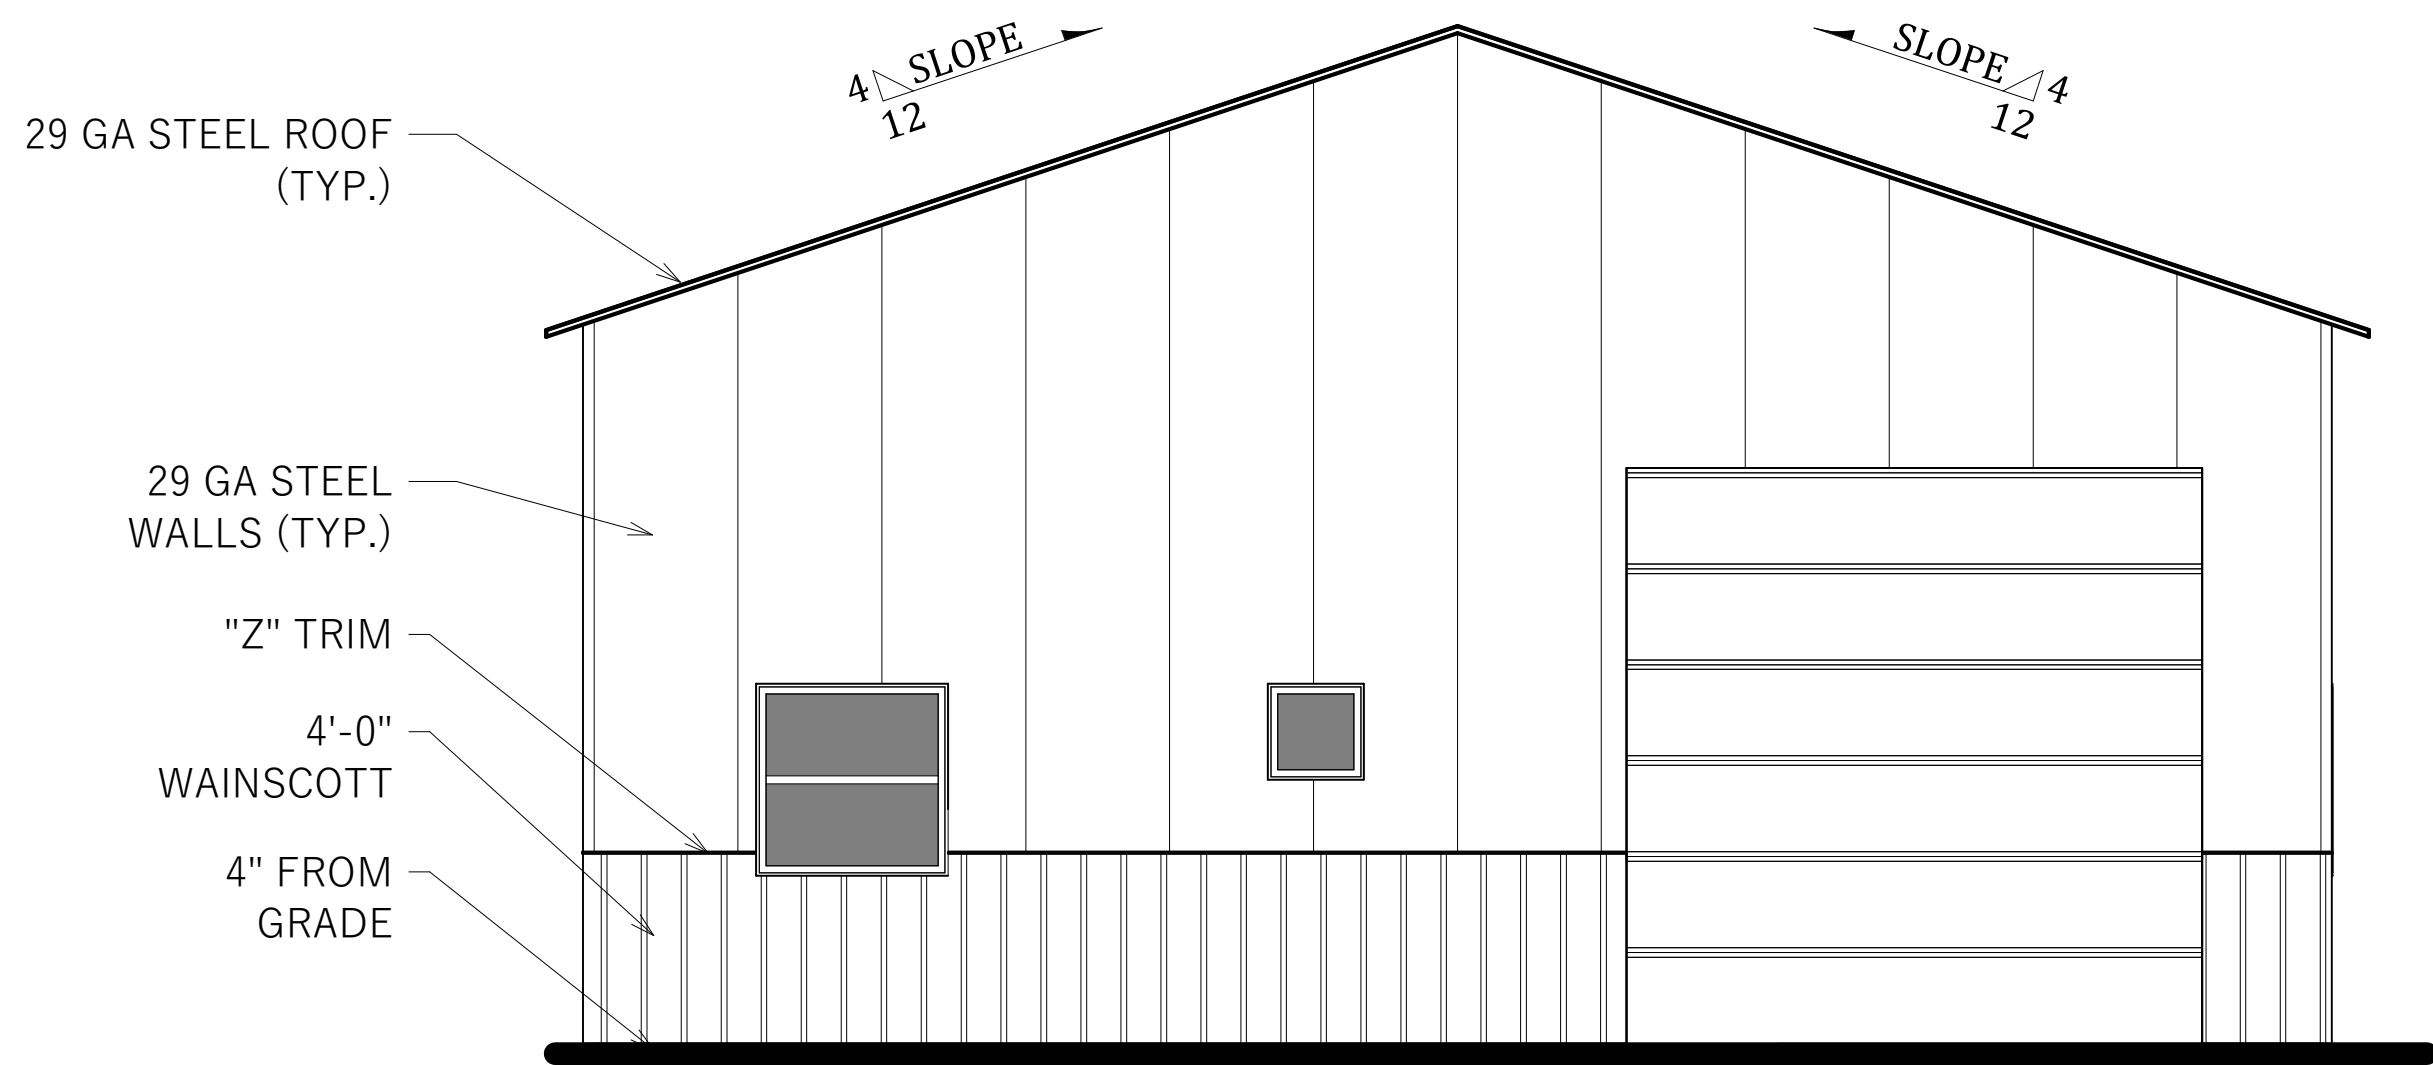 SLOPE
4
12
SLOPE
4
12
29 GA STEEL ROOF
(TYP.)
29 GA STEEL
WALLS (TYP.)
"Z" TRIM
4'-0"
WAINSCOTT
4" FROM
GRADE